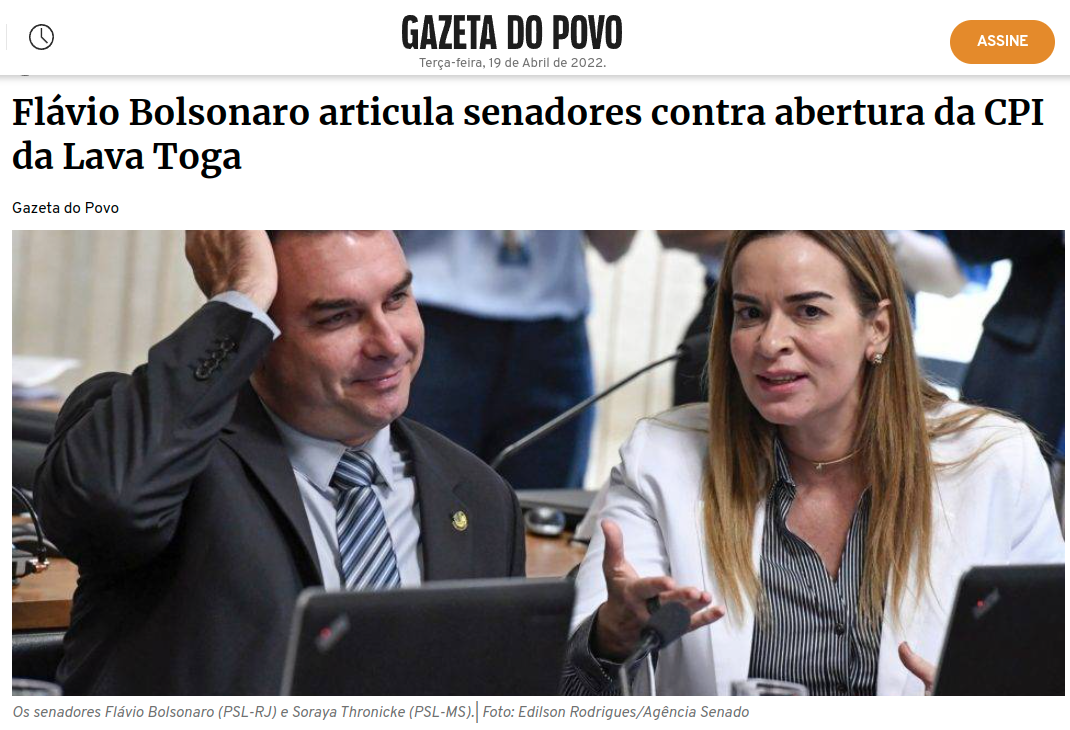 GAZETA DO POVO
Terça-feira, 19 de Abril de 2022.
ASSINE
Flávio Bolsonaro articula senadores contra abertura da CPI
da Lava Toga
Gazeta do Povo
Os senadores Flávio Bolsonaro (PSL-RJ) e Soraya Thronicke (PSL-MS).| Foto: Edilson Rodrigues/Agência Senado